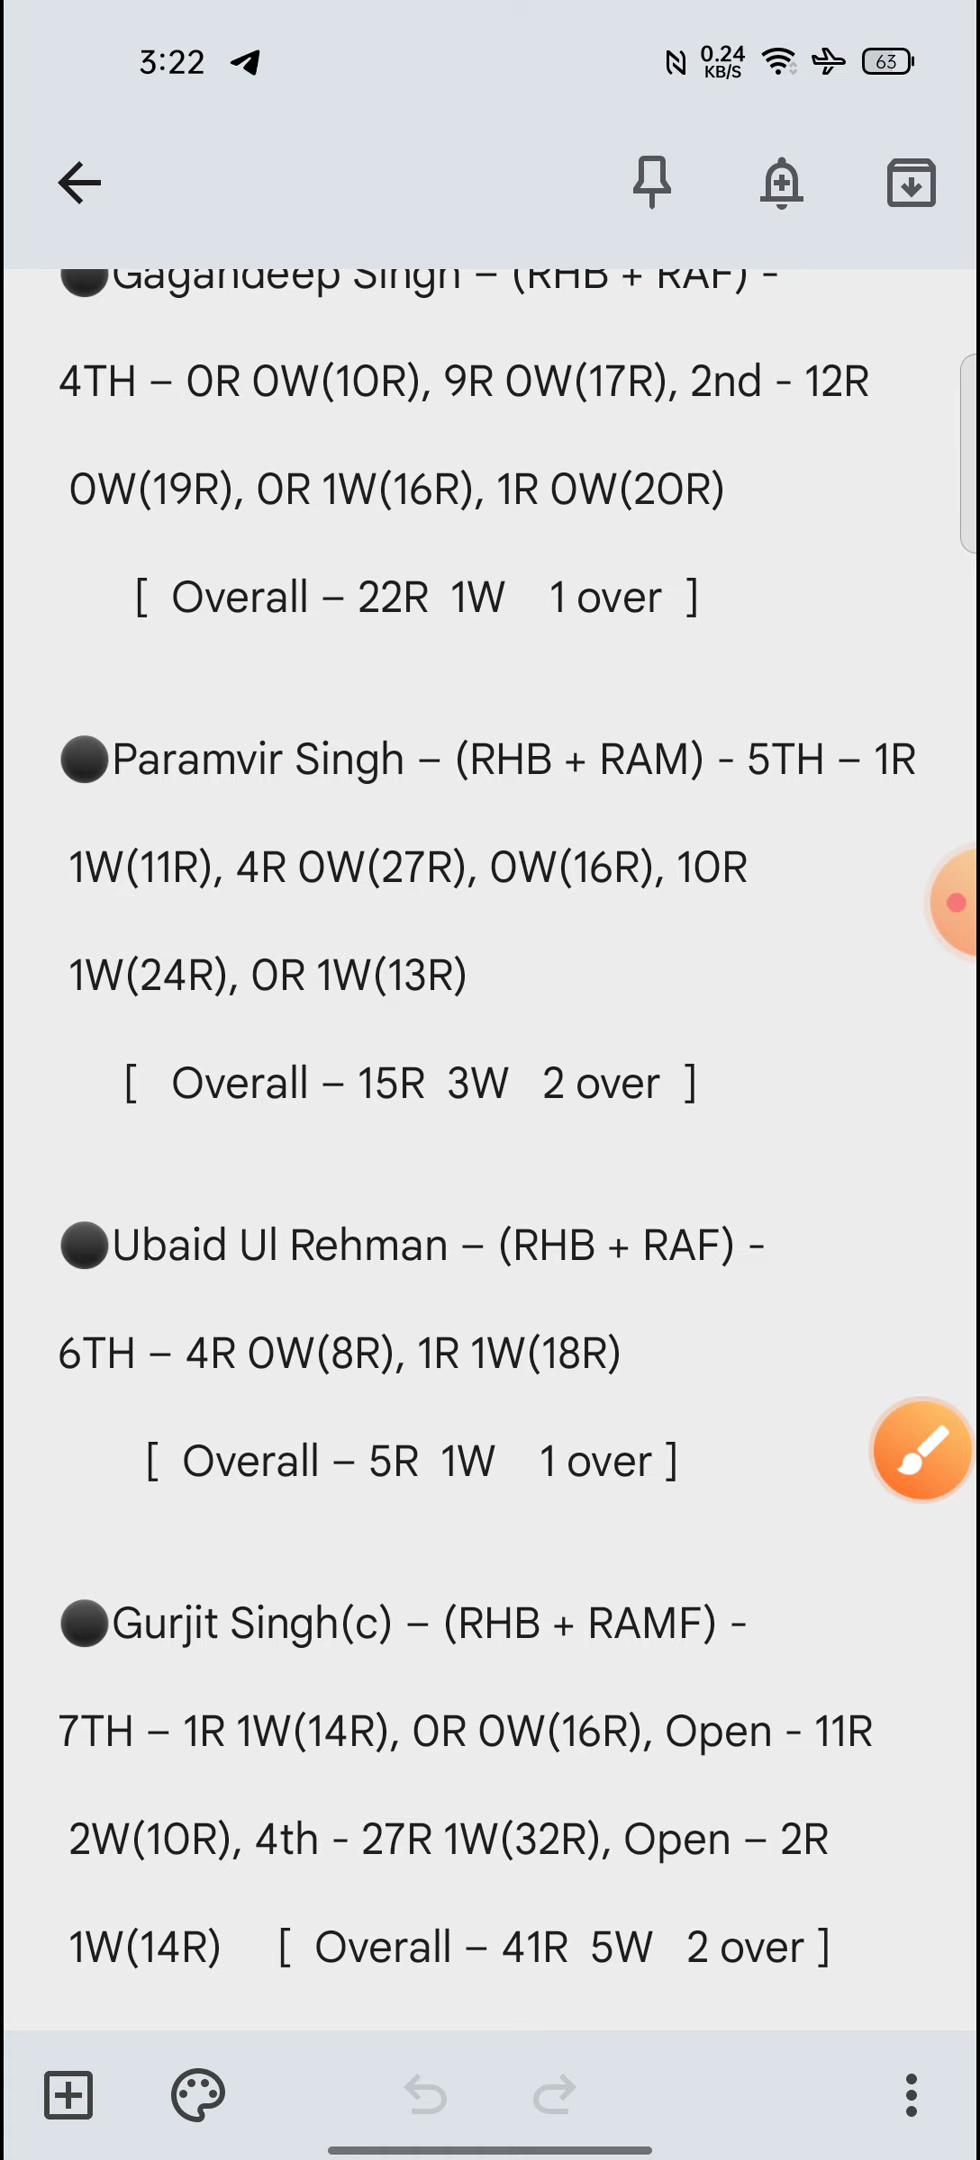 3:22
0.24
KB/S
63
Gagandeep Singh – (RHB + RAF) -
4TH – 0R 0W(10R), 9R 0W(17R), 2nd - 12R
0W(19R), 0R 1W(16R), 1R 0W(20R)
[ Overall – 22R 1W 1 over ]
Paramvir Singh – (RHB + RAM) - 5TH – 1R
1W(11R), 4R 0W(27R), 0W(16R), 10R
1W(24R), 0R 1W(13R)
[ Overall – 15R 3W 2 over ]
Ubaid Ul Rehman – (RHB + RAF) -
6TH – 4R 0W(8R), 1R 1W(18R)
[ Overall – 5R 1W 1 over ]
Gurjit Singh(c) – (RHB + RAMF) -
7TH – 1R 1W(14R), 0R 0W(16R), Open - 11R
2W(10R), 4th - 27R 1W(32R), Open – 2R
1W(14R) [ Overall – 41R 5W 2 over ]